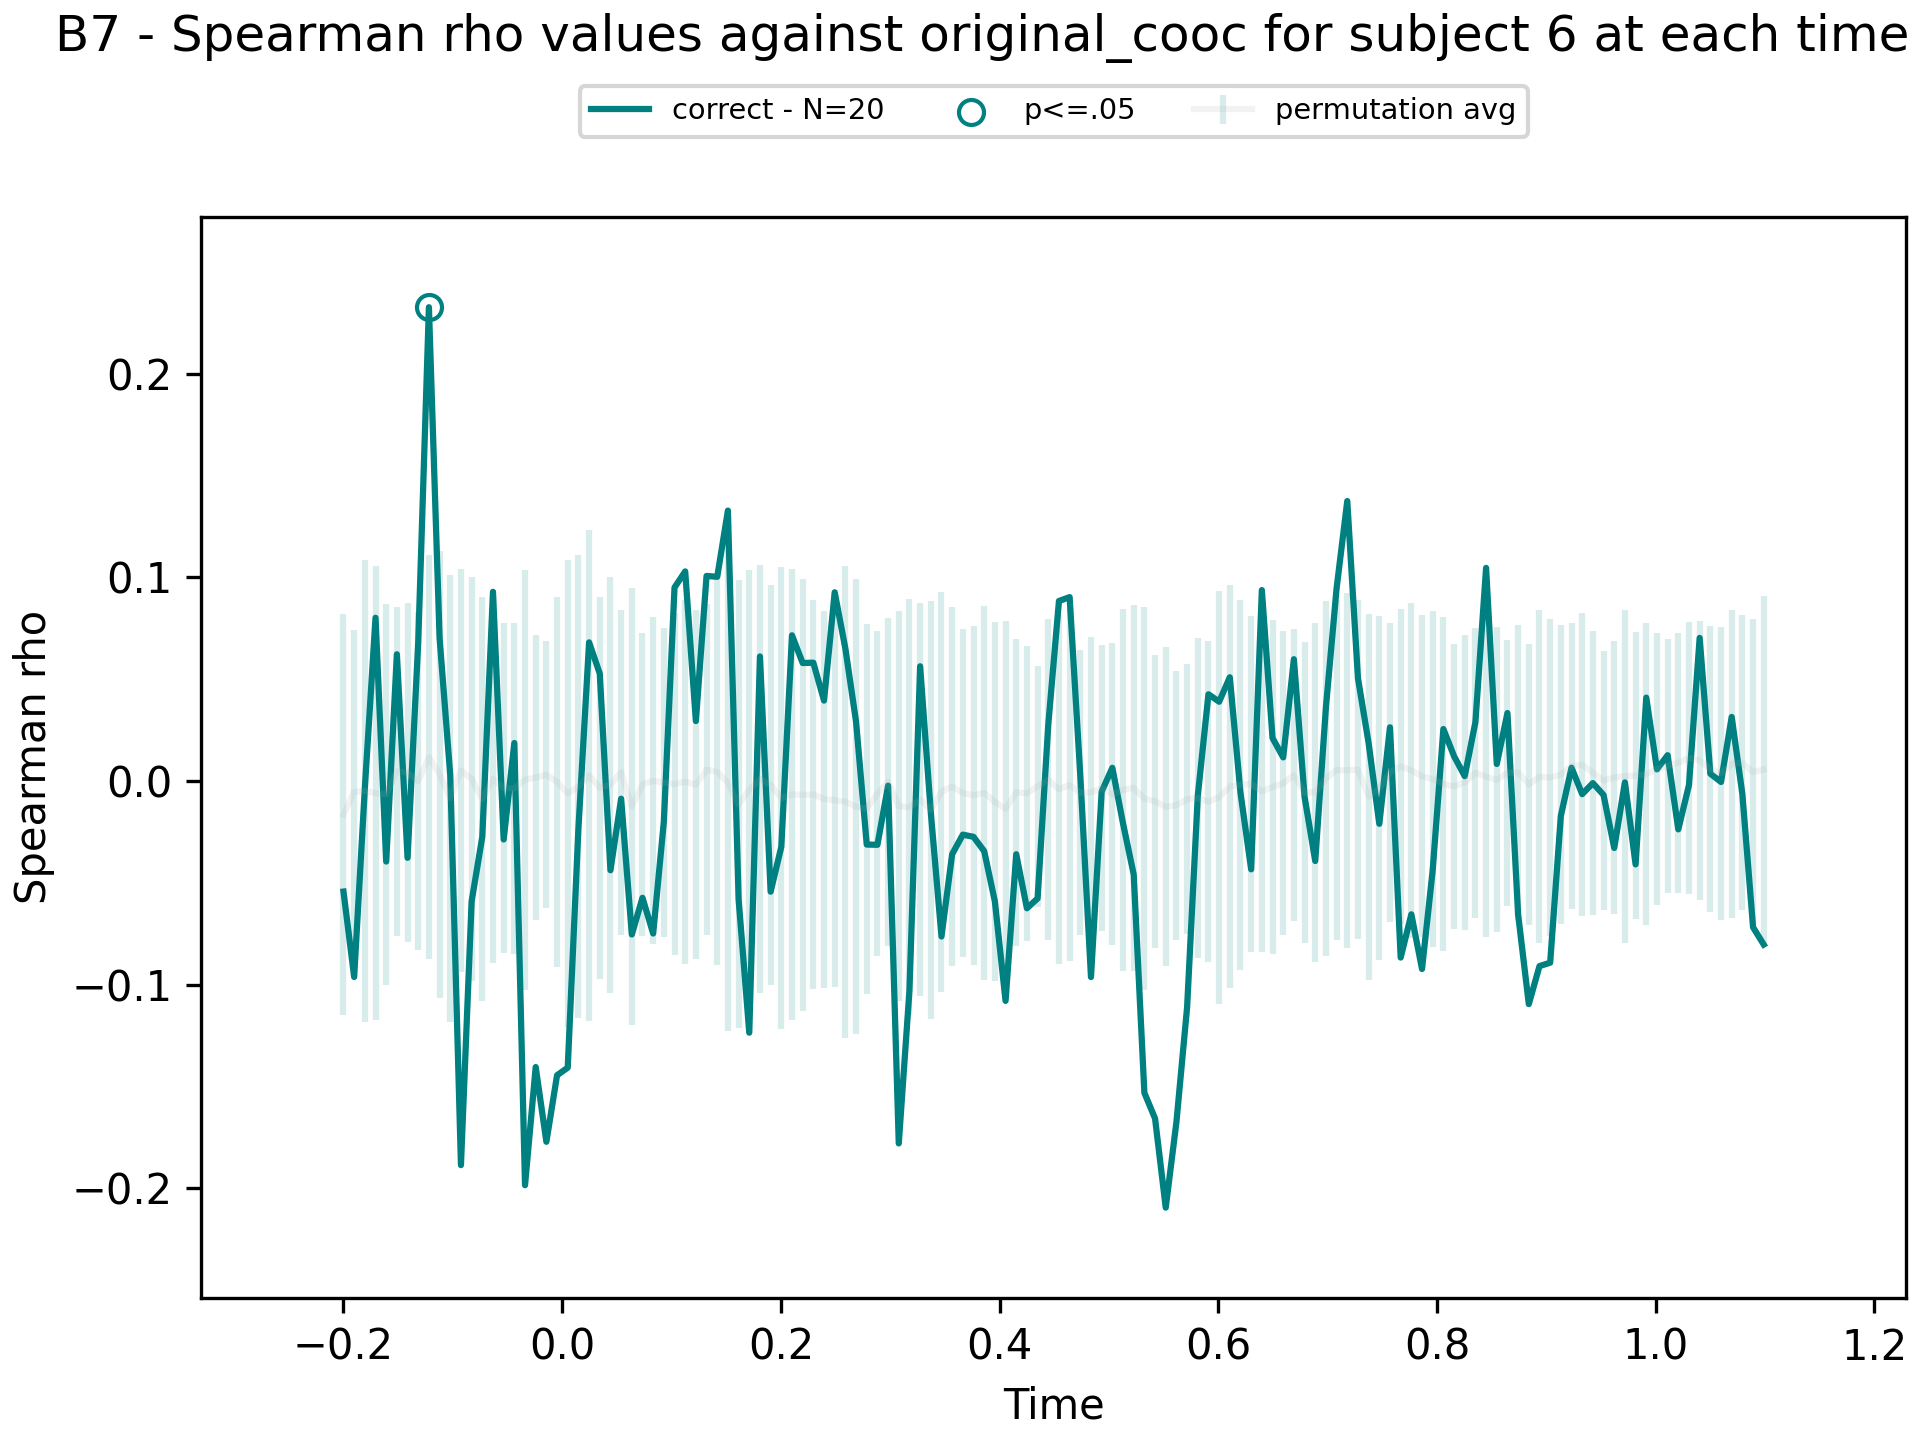 B7 - Spearman rho values against original_cooc for subject 6 at each time
correct - N=20 p<=.05 permutation avg
Spearman rho
0.2
0.1
0.0
−0.1
−0.2
−0.2 0.0 0.2 0.4 0.6 0.8 1.0 1.2
Time